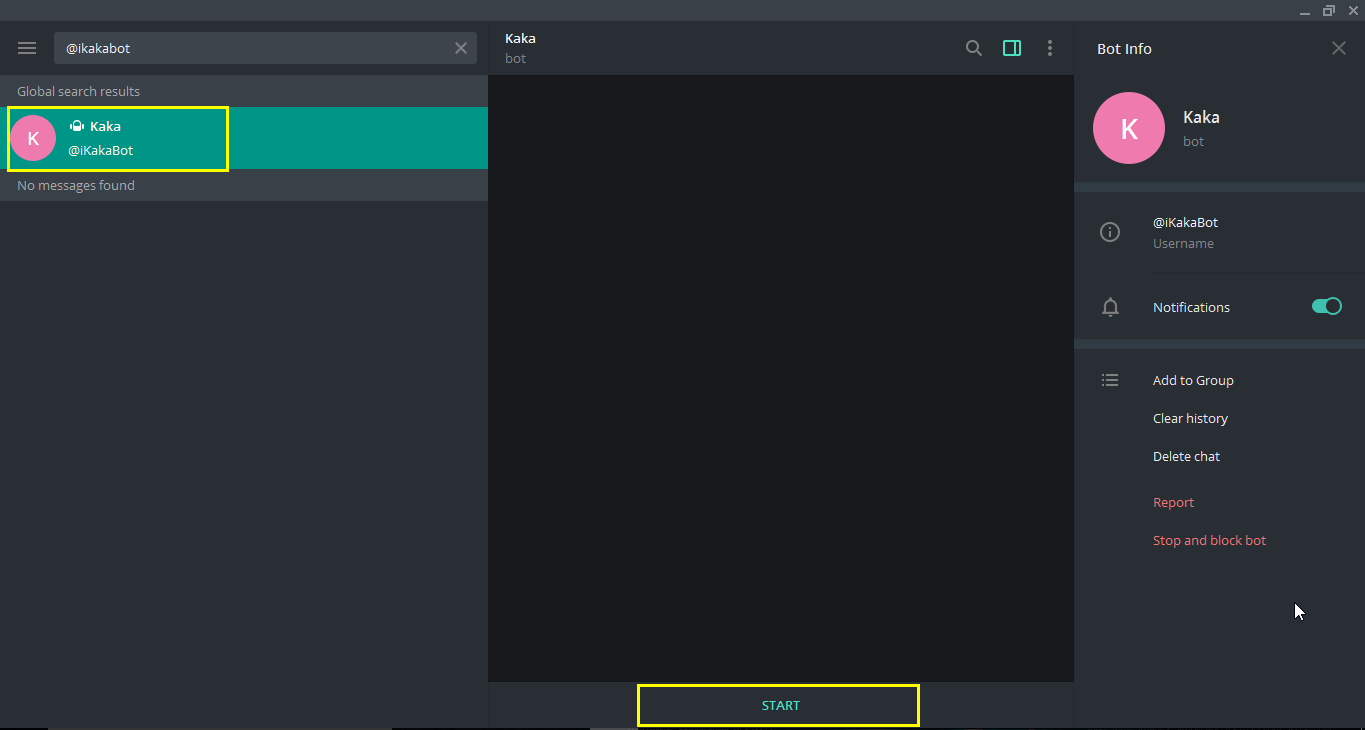 @ikakabot
Global search results
K
Kaka
@iKakaBot
No messages found
Kaka
bot
START
Bot Info
K
Kaka
bot
@iKakaBot
Username
Notifications
Add to Group
Clear history
Delete chat
Report
Stop and block bot